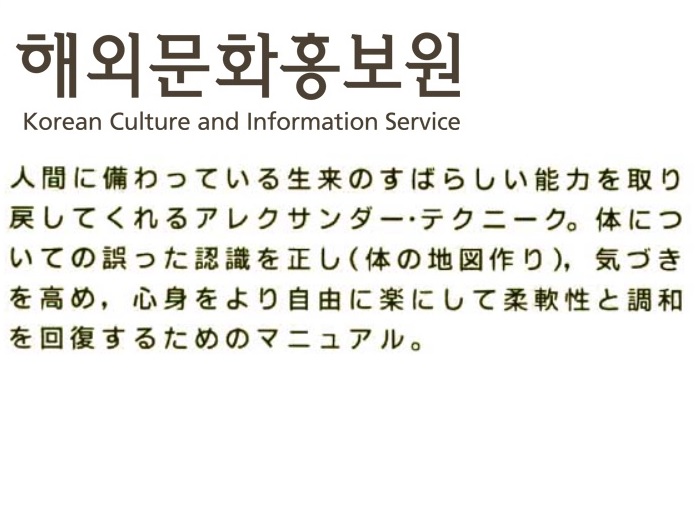 해외문화홍보원
Korean Culture and Information Service
人間に備わっている生来のすばらしい能力を取り
戻してくれるアレクサンダー・テクニーク。体につ
いての誤った認識を正し(体の地図作り)，気づき
を高め，心身をより自由に楽にして柔軟性と調和
を回復するためのマニュアル。